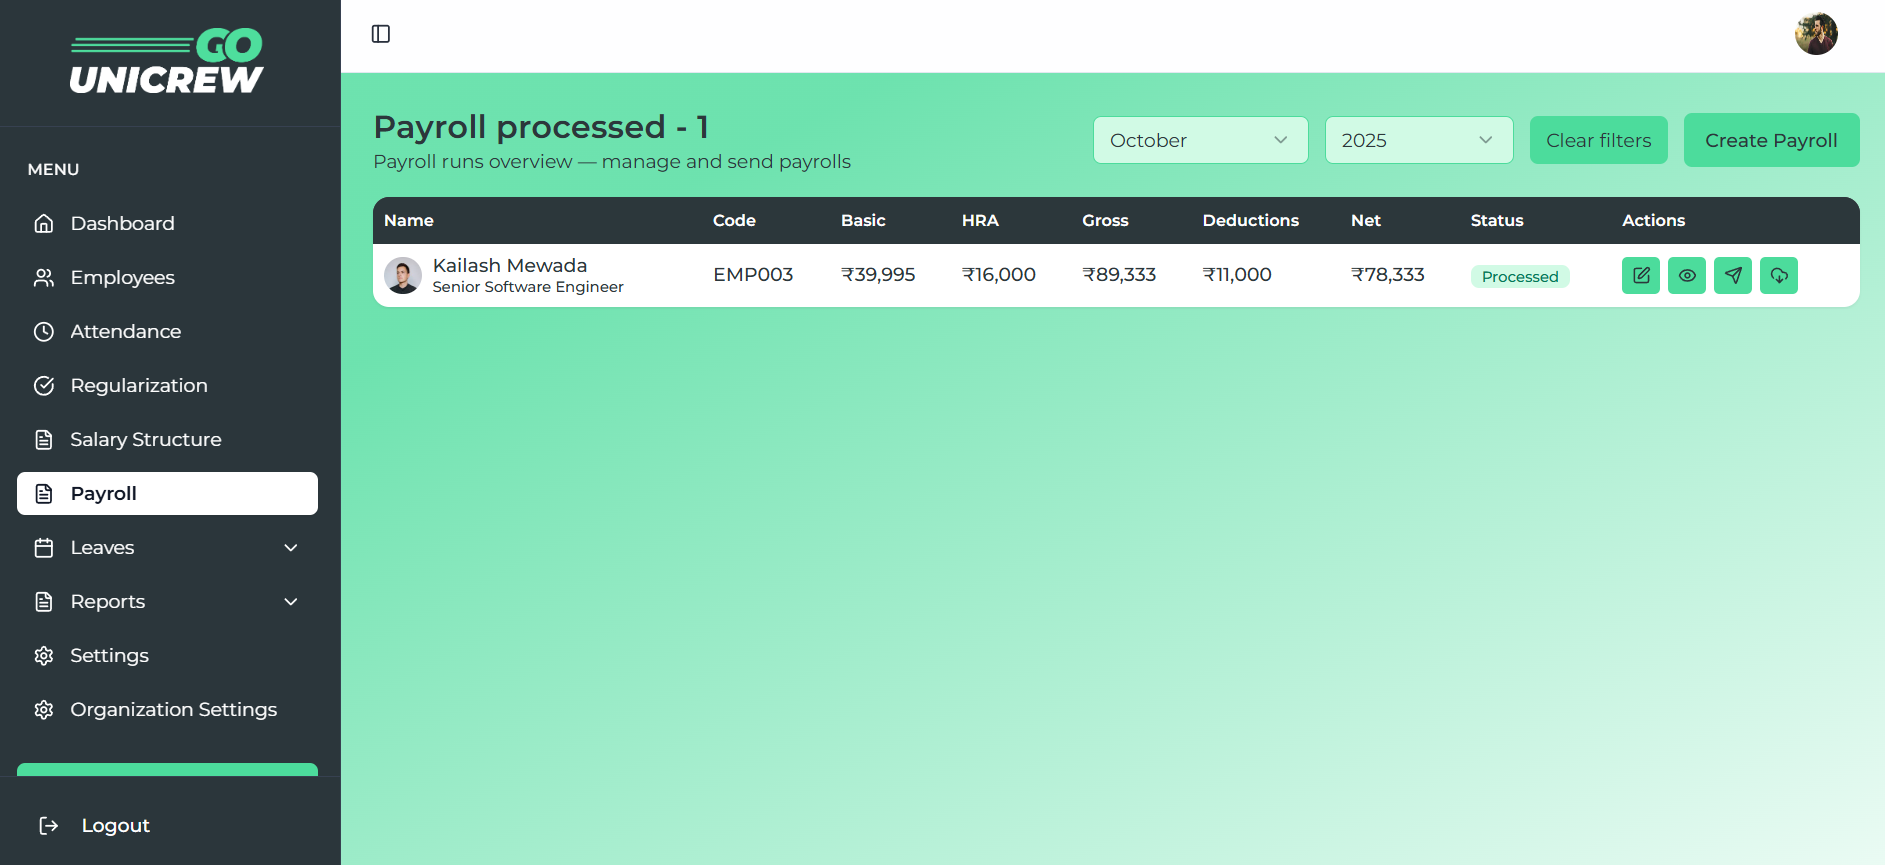 GO
UNICREW
MENU
Dashboard
Employees
Attendance
Regularization
Salary Structure
Payroll
Leaves
Reports
Settings
Organization Settings
Logout
Payroll processed - 1
Payroll runs overview — manage and send payrolls
October
2025
Clear filters
Create Payroll
Name Code Basic HRA Gross Deductions Net Status Actions
Kailash Mewada
Senior Software Engineer
EMP003 ₹39,995 ₹16,000 ₹89,333 ₹11,000 ₹78,333 Processed